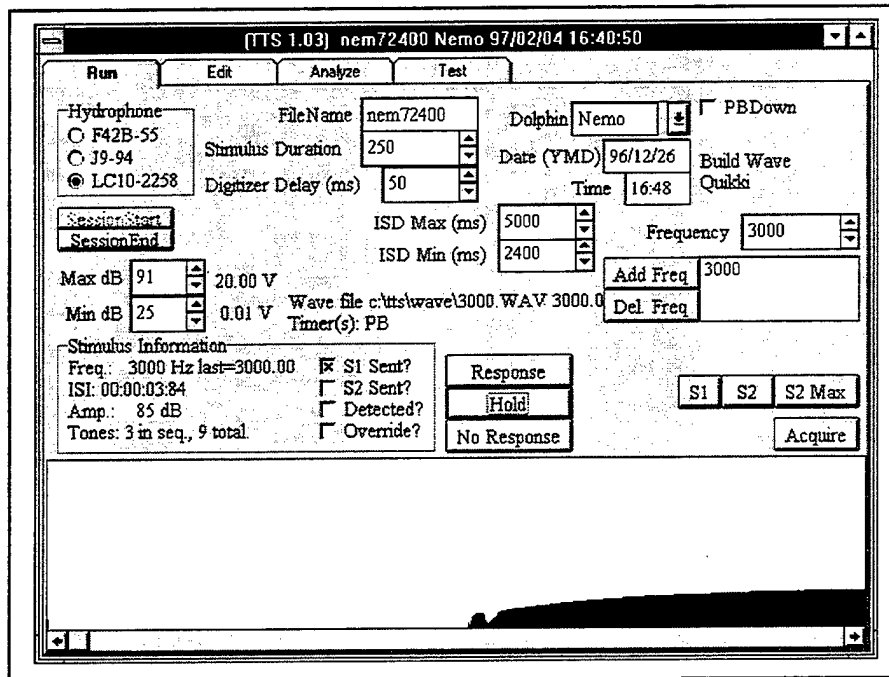 (TTS 1.03) nem72400 Nemo 97/02/04 16:40:50
Run Edit Analyze Test
Hydrophone
F42B-55
J9-94
LC10-2258
FileName nem72400
Stimulus Duration 250
Digitizer Delay (ms) 50
Dolphin Nemo
PBDown
Date (YMD) 96/12/26
Time 16:48
Build Wave
Quikki
SessionStart
SessionEnd
ISD Max (ms) 5000
ISD Min (ms) 2400
Frequency 3000
Add Freq 3000
Del. Freq
Max dB 91 20.00 V
Min dB 25 0.01 V
Wave file c:\tts\wave\3000.WAV 3000.0
Timer(s): PB
Stimulus Information
Freq.: 3000 Hz last=3000.00
ISI: 00:00:03:84
Amp.: 85 dB
Tones: 3 in seq., 9 total.
S1 Sent?
S2 Sent?
Detected?
Override?
Response
Hold
No Response
S1 S2 S2 Max
Acquire